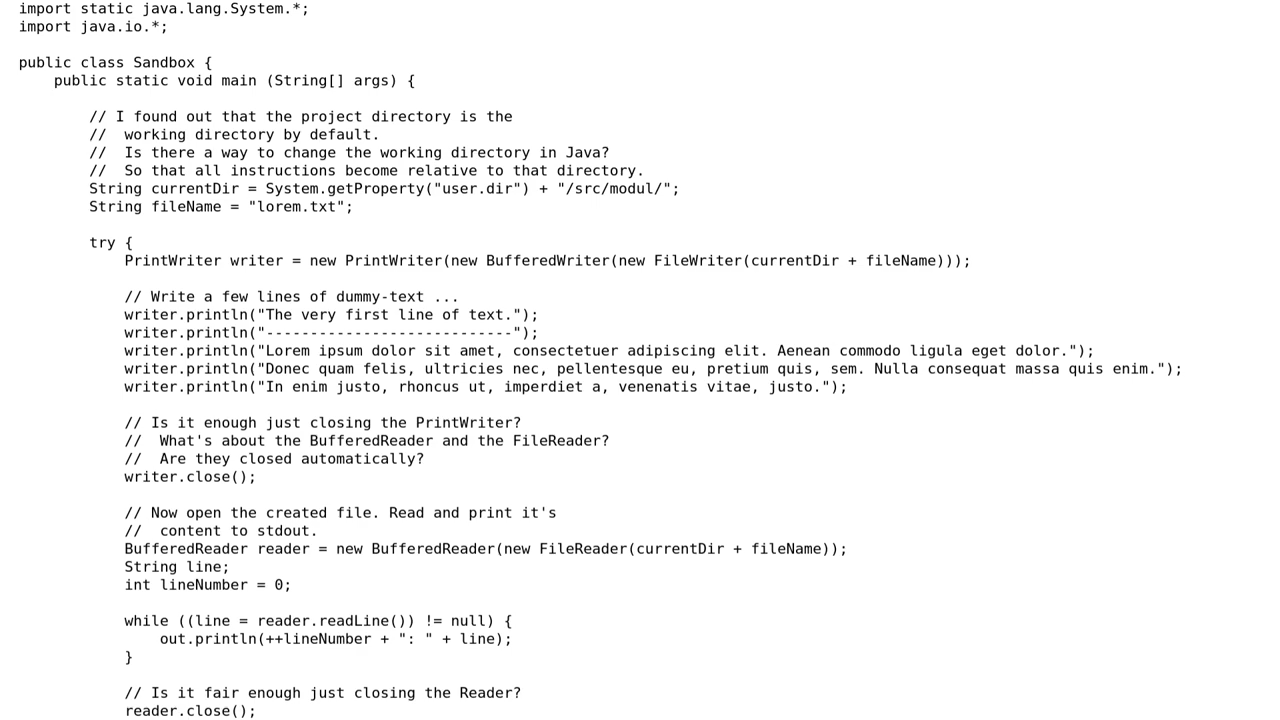 import static java.lang.System.*;
import java.io.*;

public class Sandbox {
    public static void main (String[] args) {

        // I found out that the project directory is the
        //  working directory by default.
        //  Is there a way to change the working directory in Java?
        //  So that all instructions become relative to that directory.
        String currentDir = System.getProperty("user.dir") + "/src/modul/";
        String fileName = "lorem.txt";

        try {
            PrintWriter writer = new PrintWriter(new BufferedWriter(new FileWriter(currentDir + fileName)));

            // Write a few lines of dummy-text ...
            writer.println("The very first line of text.");
            writer.println("----------------------------");
            writer.println("Lorem ipsum dolor sit amet, consectetuer adipiscing elit. Aenean commodo ligula eget dolor.");
            writer.println("Donec quam felis, ultricies nec, pellentesque eu, pretium quis, sem. Nulla consequat massa quis enim.");
            writer.println("In enim justo, rhoncus ut, imperdiet a, venenatis vitae, justo.");

            // Is it enough just closing the PrintWriter?
            //  What's about the BufferedReader and the FileReader?
            //  Are they closed automatically?
            writer.close();

            // Now open the created file. Read and print it's
            //  content to stdout.
            BufferedReader reader = new BufferedReader(new FileReader(currentDir + fileName));
            String line;
            int lineNumber = 0;

            while ((line = reader.readLine()) != null) {
                out.println(++lineNumber + ": " + line);
            }

            // Is it fair enough just closing the Reader?
            reader.close();